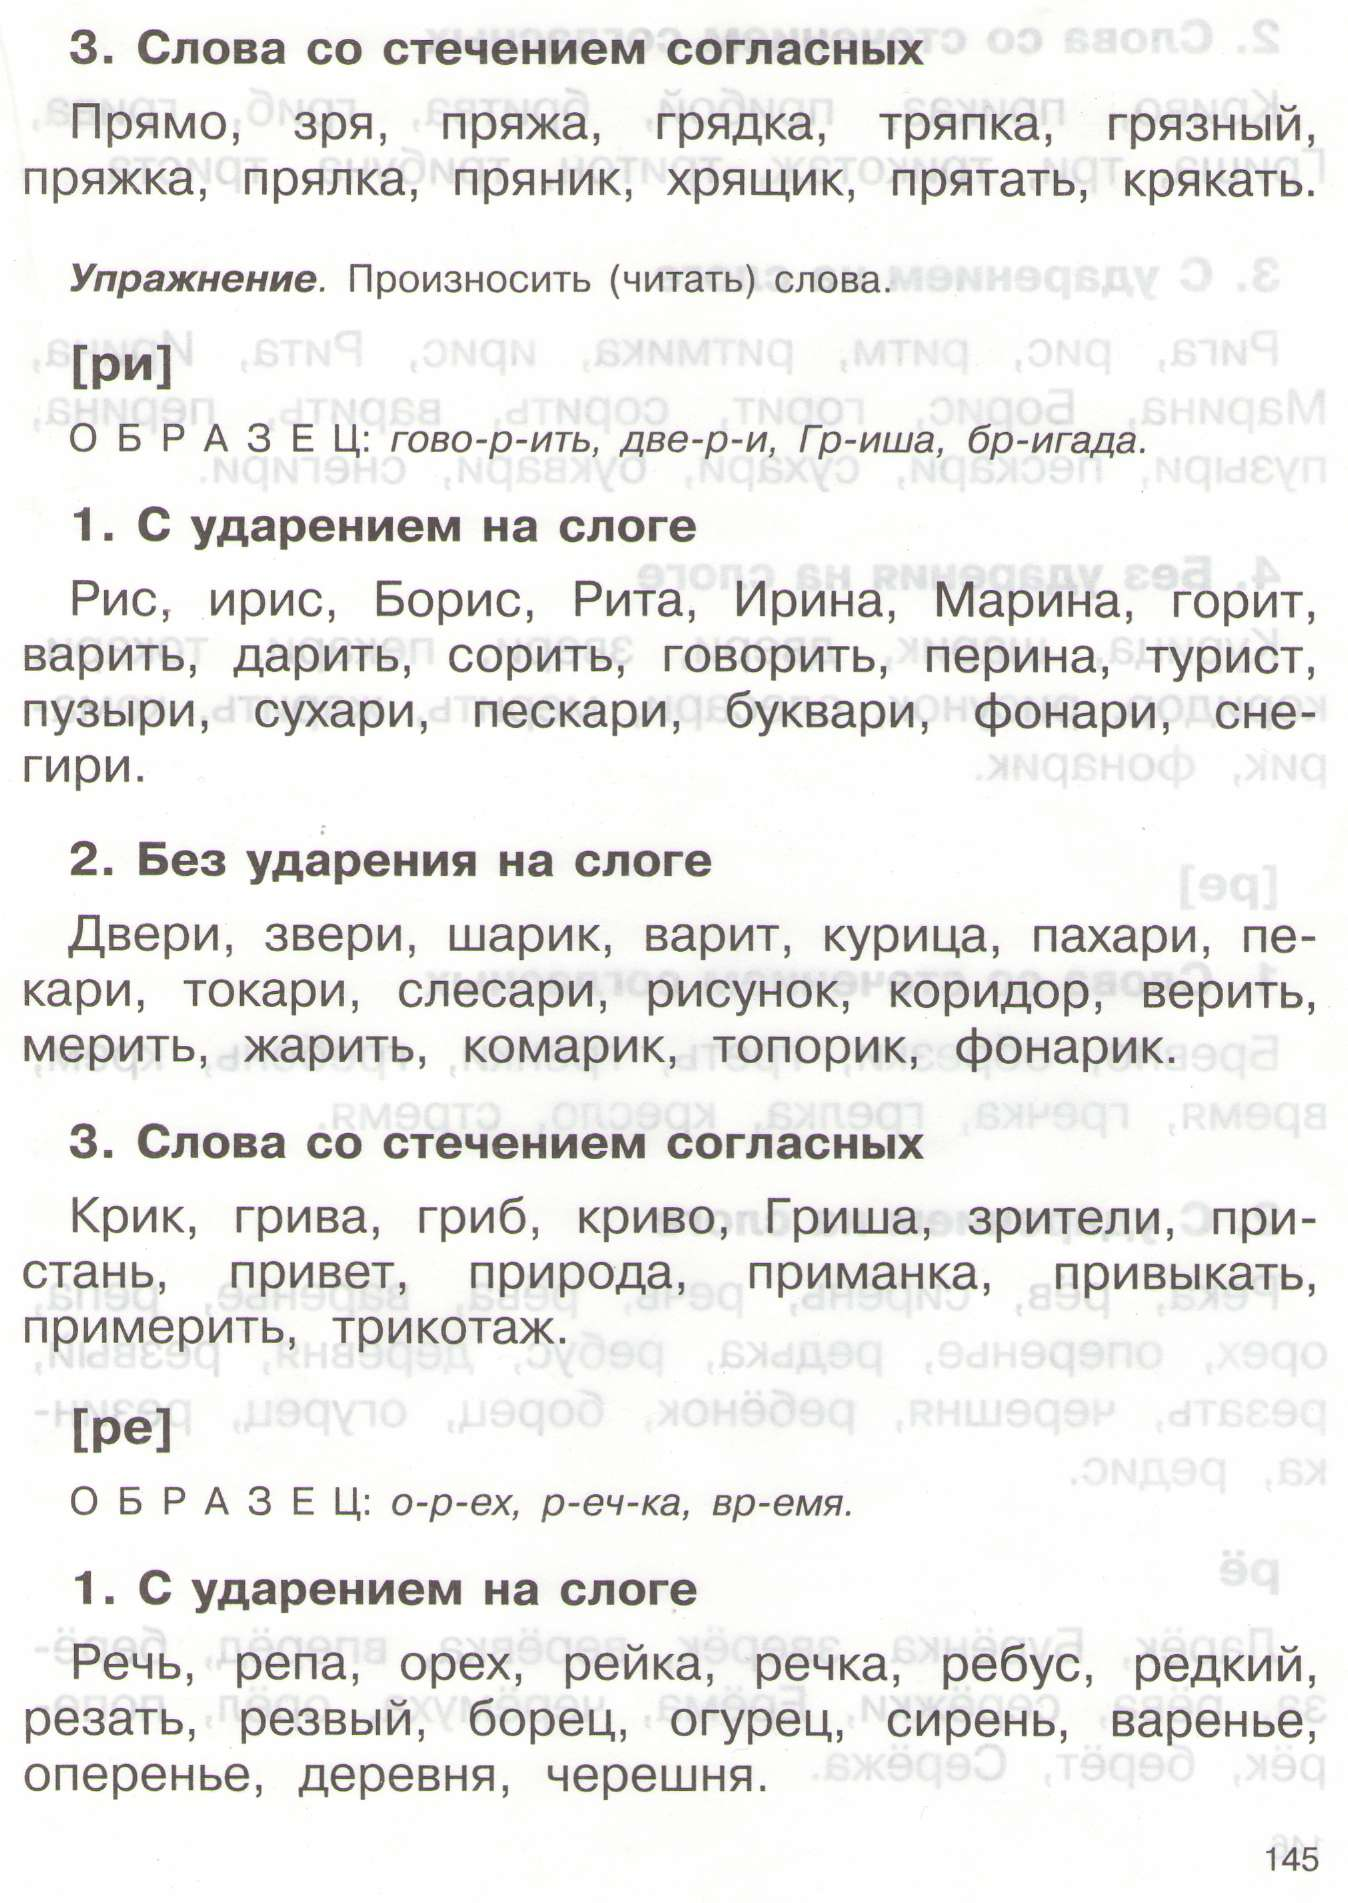 3. Слова со стечением согласных
Прямо, зря, пряжа, грядка, тряпка, грязный,
пряжка, прялка, пряник, хрящик, прятать, крякать.
Упражнение. Произносить (читать) слова.
[ри]
О Б Р А З Е Ц: гово-р-ить, две-р-и, Гр-иша, бр-игада.
1. С ударением на слоге
Рис, ирис, Борис, Рита, Ирина, Марина, горит,
варить, дарить, сорить, говорить, перина, турист,
пузыри, сухари, пескари, буквари, фонари, сне-
гири.
2. Без ударения на слоге
Двери, звери, шарик, варит, курица, пахари, пе-
кари, токари, слесари, рисунок, коридор, верить,
мерить, жарить, комарик, топорик, фонарик.
3. Слова со стечением согласных
Крик, грива, гриб, криво, Гриша, зрители, при-
стань, привет, природа, приманка, привыкать,
примерить, трикотаж.
[ре]
О Б Р А З Е Ц: о-р-ех, р-еч-ка, вр-емя.
1. С ударением на слоге
Речь, репа, орех, рейка, речка, ребус, редкий,
резать, резвый, борец, огурец, сирень, варенье,
оперенье, деревня, черешня.
145